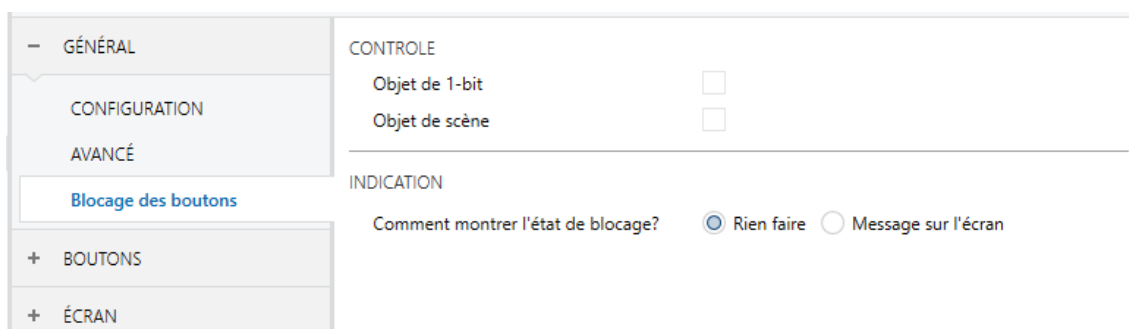 GÉNÉRAL
CONFIGURATION
AVANCÉ
Blocage des boutons
BOUTONS
ÉCRAN
CONTROLE
Objet de 1-bit
Objet de scène
INDICATION
Comment montrer l'état de blocage? Rien faire Message sur l'écran